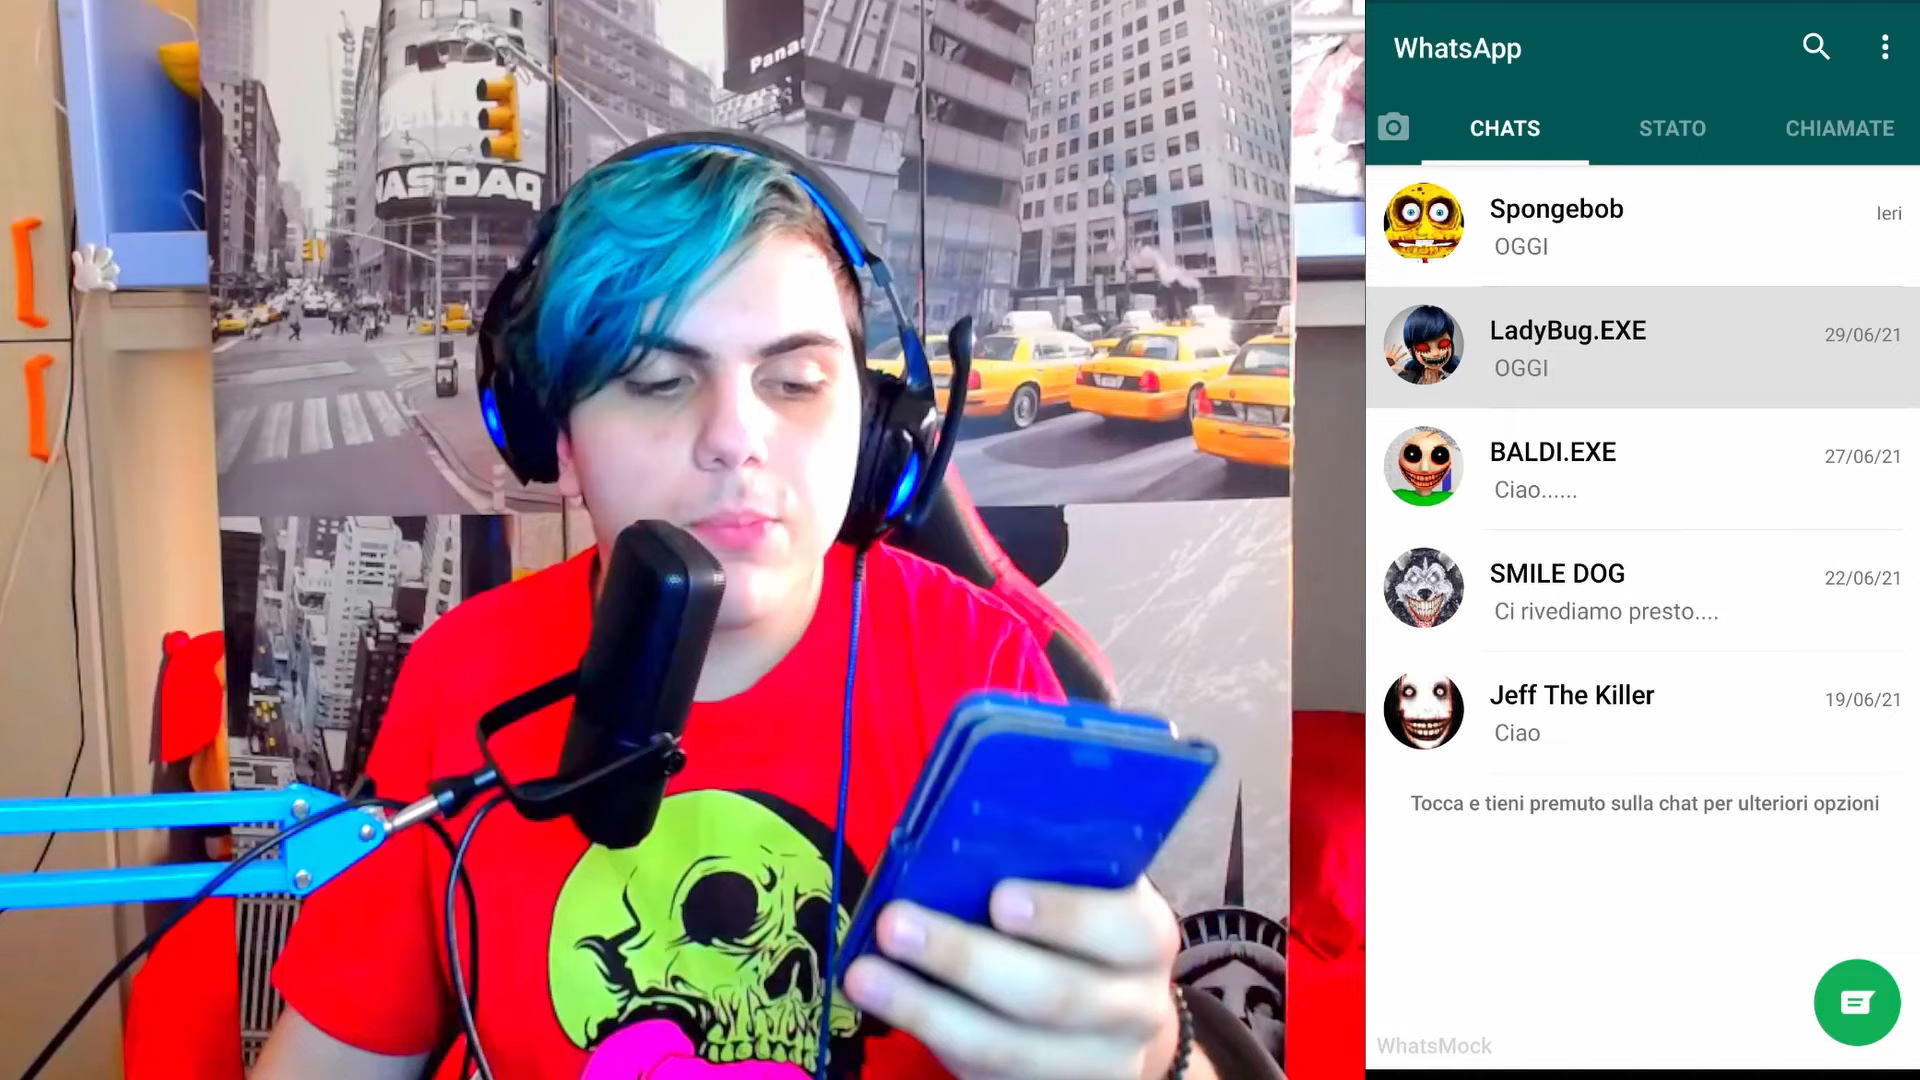 Pana
NASDAQ
WhatsApp
CHATS
STATO
CHIAMATE
Spongebob
Ieri
OGGI
LadyBug.EXE
29/06/21
OGGI
BALDI.EXE
27/06/21
Ciao......
SMILE DOG
22/06/21
Ci rivediamo presto....
Jeff The Killer
19/06/21
Ciao
Tocca e tieni premuto sulla chat per ulteriori opzioni
WhatsMock